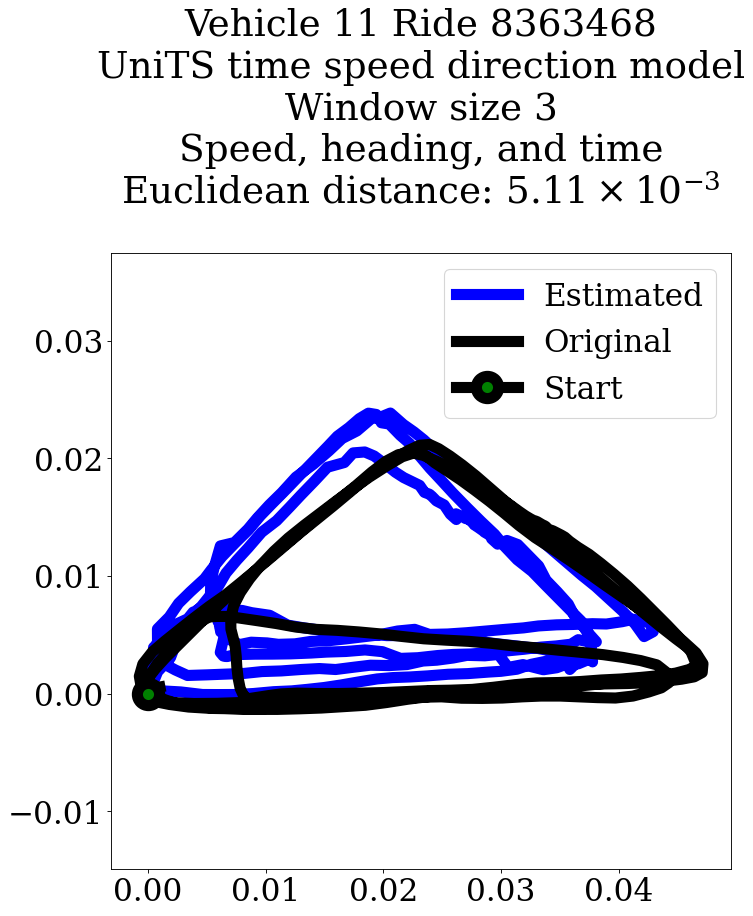 Vehicle 11 Ride 8363468
UniTS time speed direction model
Window size 3
Speed, heading, and time
Euclidean distance: 5.11 × 10⁻³
Estimated
Original
Start
0.03
0.02
0.01
0.00
−0.01
0.00 0.01 0.02 0.03 0.04